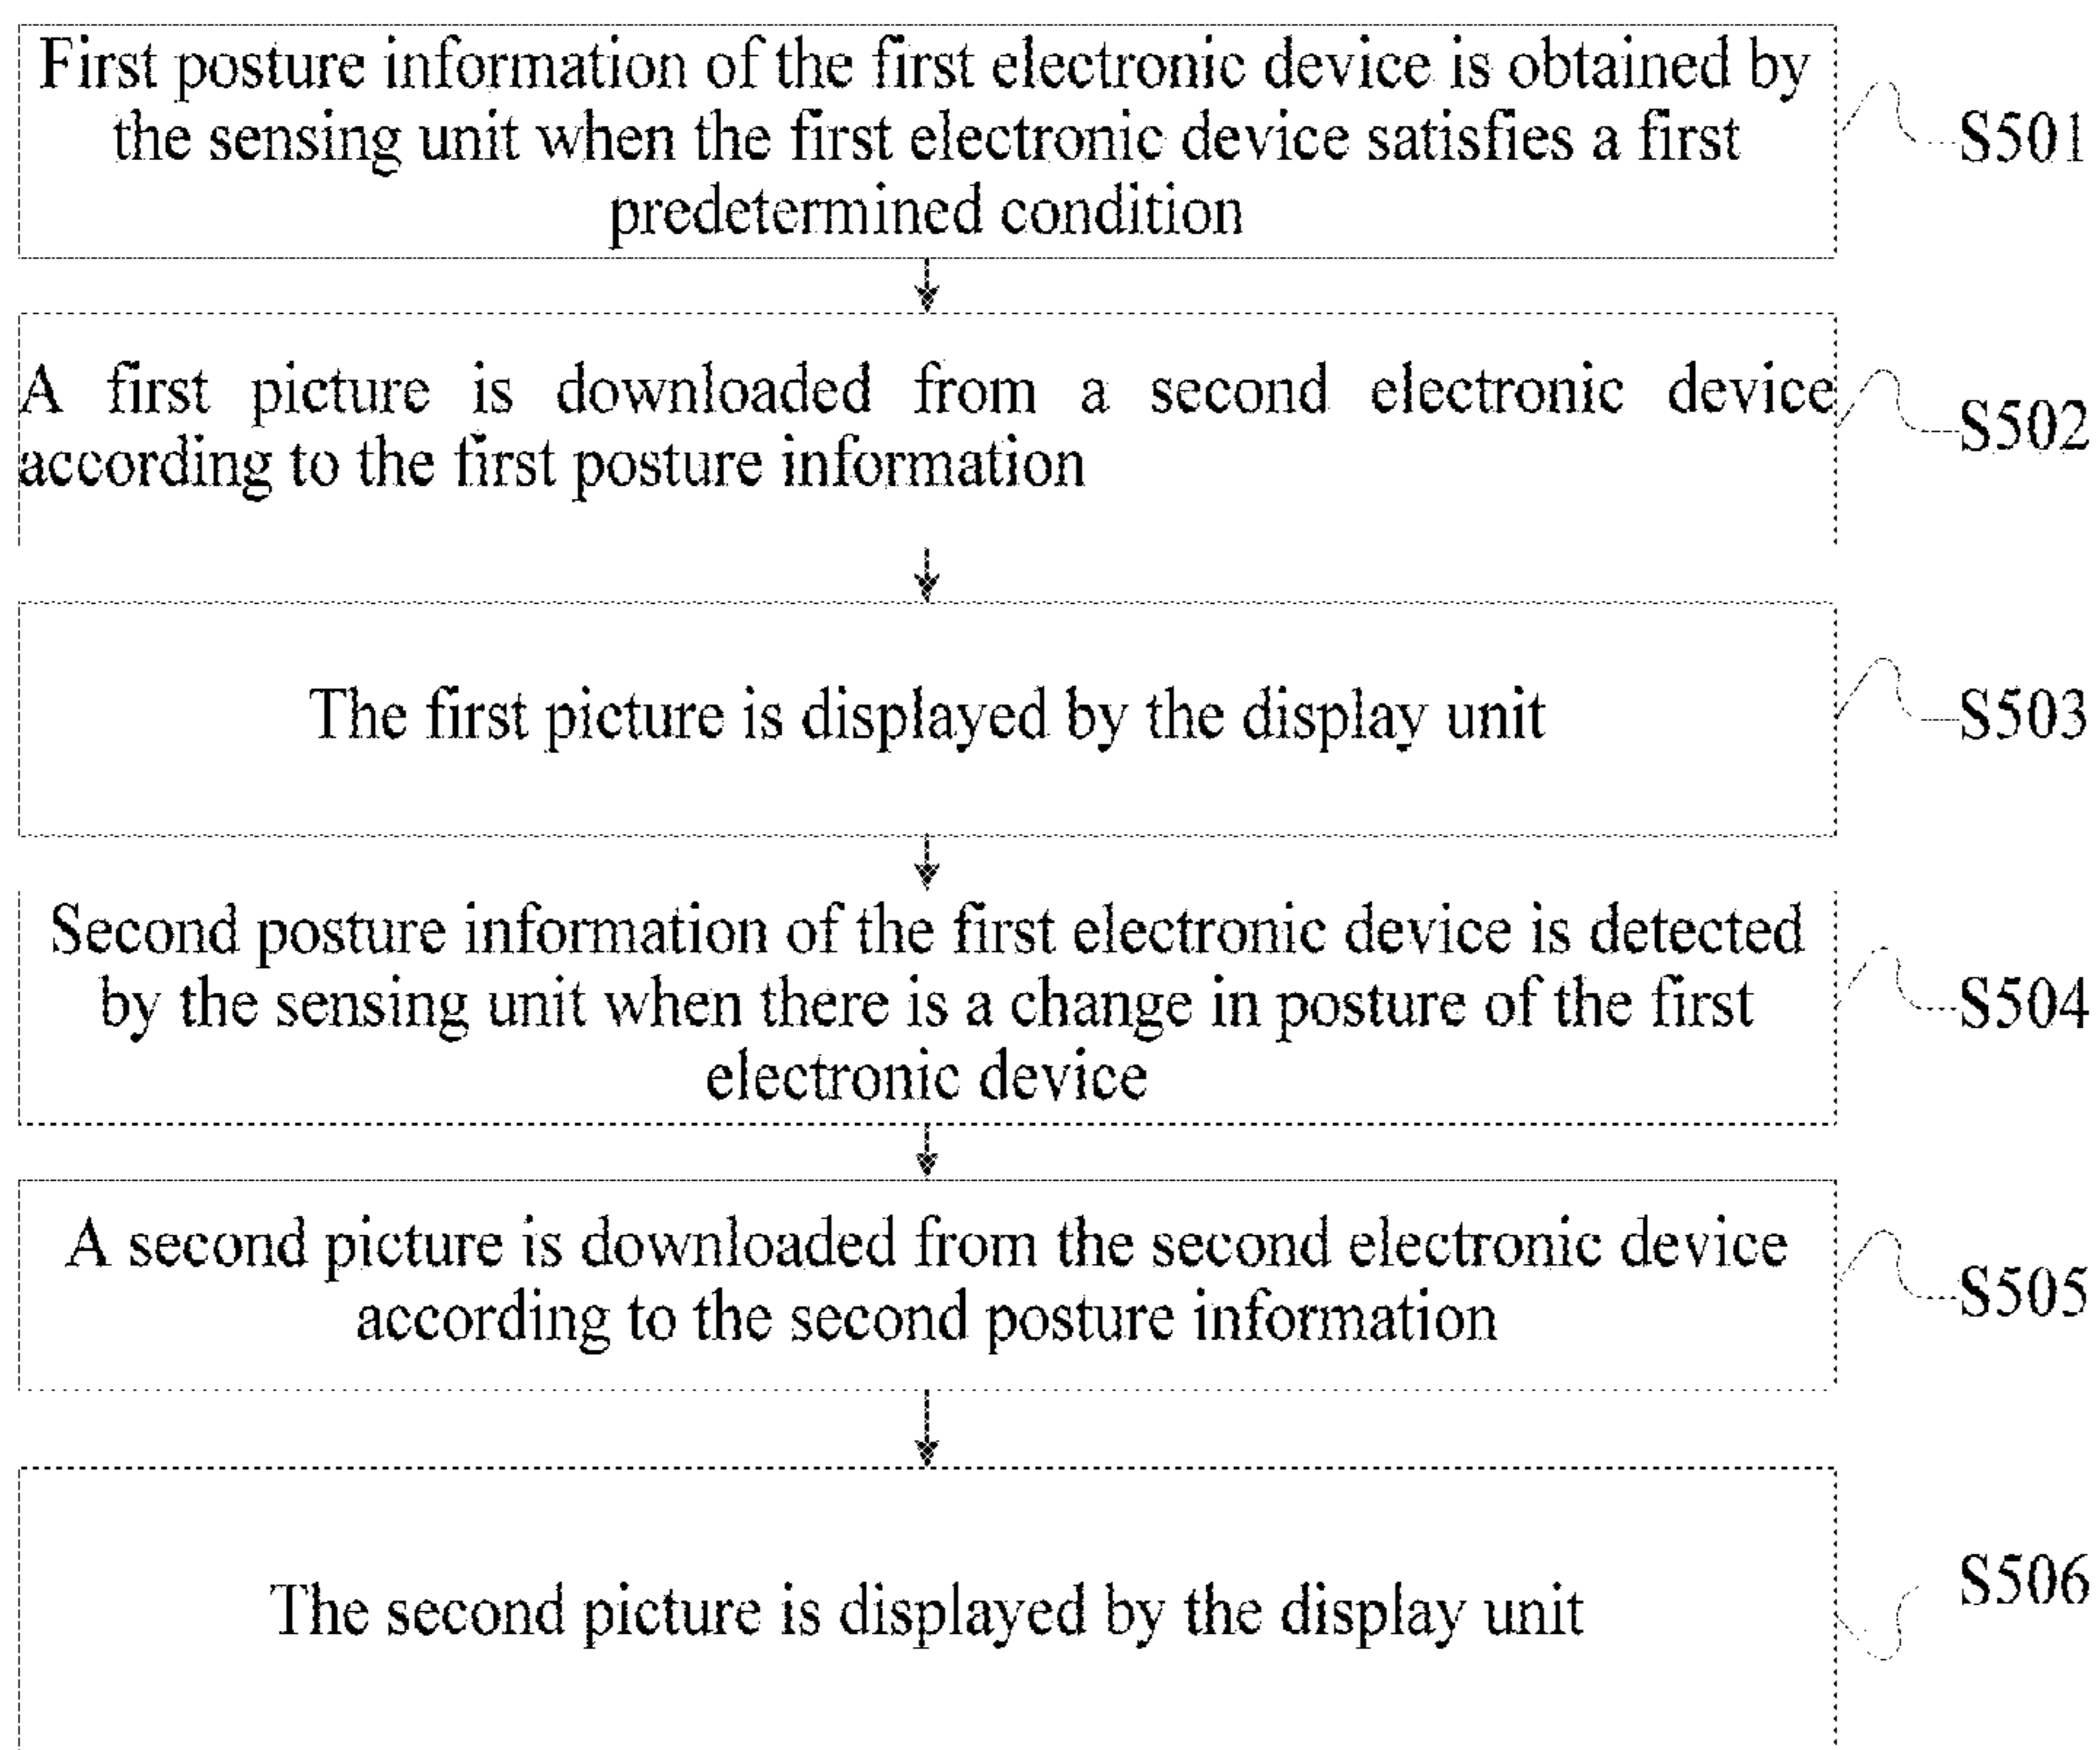 First posture information of the first electronic device is obtained by
the sensing unit when the first electronic device satisfies a first
predetermined condition
S501
A first picture is downloaded from a second electronic device
according to the first posture information
S502
The first picture is displayed by the display unit
S503
Second posture information of the first electronic device is detected
by the sensing unit when there is a change in posture of the first
electronic device
S504
A second picture is downloaded from the second electronic device
according to the second posture information
S505
The second picture is displayed by the display unit
S506